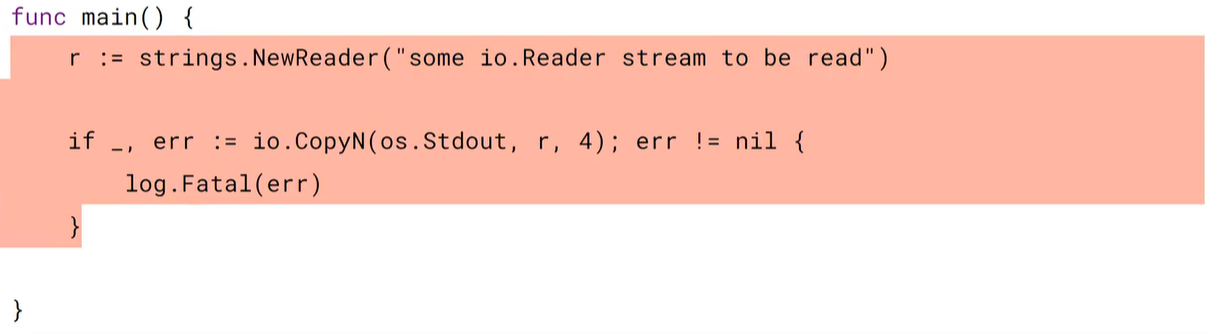 func main() {
    r := strings.NewReader("some io.Reader stream to be read")
    if _, err := io.CopyN(os.Stdout, r, 4); err != nil {
        log.Fatal(err)
    }
}